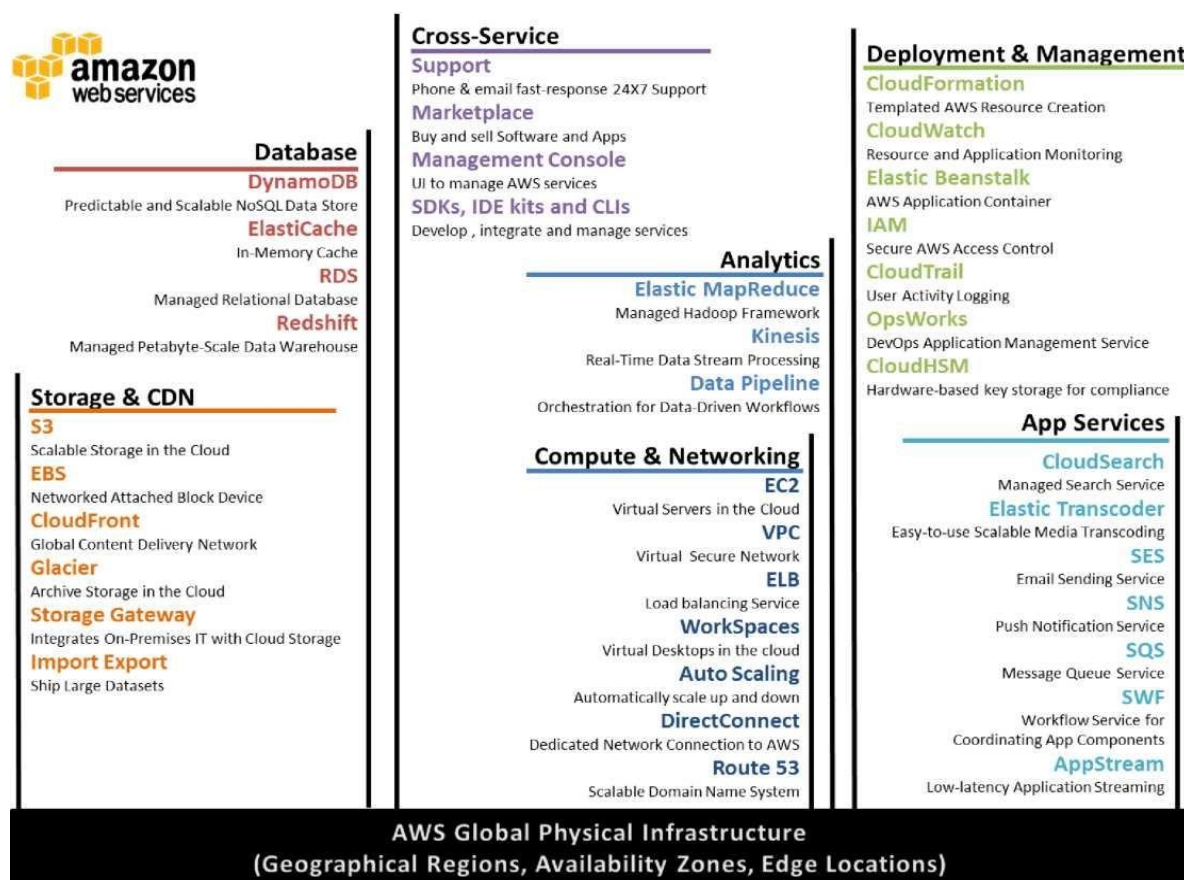 amazon
webservices
Database
DynamoDB
Predictable and Scalable NoSQL Data Store
ElastiCache
In-Memory Cache
RDS
Managed Relational Database
Redshift
Managed Petabyte-Scale Data Warehouse
Storage & CDN
S3
Scalable Storage in the Cloud
EBS
Networked Attached Block Device
CloudFront
Global Content Delivery Network
Glacier
Archive Storage in the Cloud
Storage Gateway
Integrates On-Premises IT with Cloud Storage
Import Export
Ship Large Datasets
Cross-Service
Support
Phone & email fast-response 24X7 Support
Marketplace
Buy and sell Software and Apps
Management Console
UI to manage AWS services
SDKs, IDE kits and CLIs
Develop , integrate and manage services
Analytics
Elastic MapReduce
Managed Hadoop Framework
Kinesis
Real-Time Data Stream Processing
Data Pipeline
Orchestration for Data-Driven Workflows
Compute & Networking
EC2
Virtual Servers in the Cloud
VPC
Virtual Secure Network
ELB
Load balancing Service
WorkSpaces
Virtual Desktops in the cloud
Auto Scaling
Automatically scale up and down
DirectConnect
Dedicated Network Connection to AWS
Route 53
Scalable Domain Name System
Deployment & Management
CloudFormation
Templated AWS Resource Creation
CloudWatch
Resource and Application Monitoring
Elastic Beanstalk
AWS Application Container
IAM
Secure AWS Access Control
CloudTrail
User Activity Logging
OpsWorks
DevOps Application Management Service
CloudHSM
Hardware-based key storage for compliance
App Services
CloudSearch
Managed Search Service
Elastic Transcoder
Easy-to-use Scalable Media Transcoding
SES
Email Sending Service
SNS
Push Notification Service
SQS
Message Queue Service
SWF
Workflow Service for
Coordinating App Components
AppStream
Low-latency Application Streaming
AWS Global Physical Infrastructure
(Geographical Regions, Availability Zones, Edge Locations)